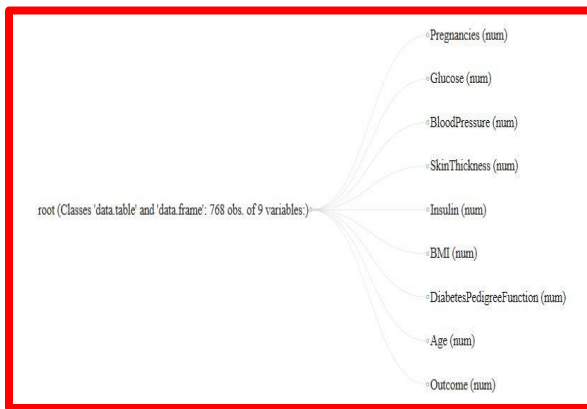 Pregnancies (num)
Glucose (num)
BloodPressure (num)
SkinThickness (num)
root (Classes 'data.table' and 'data.frame': 768 obs. of 9 variables:)
Insulin (num)
BMI (num)
DiabetesPedigreeFunction (num)
Age (num)
Outcome (num)